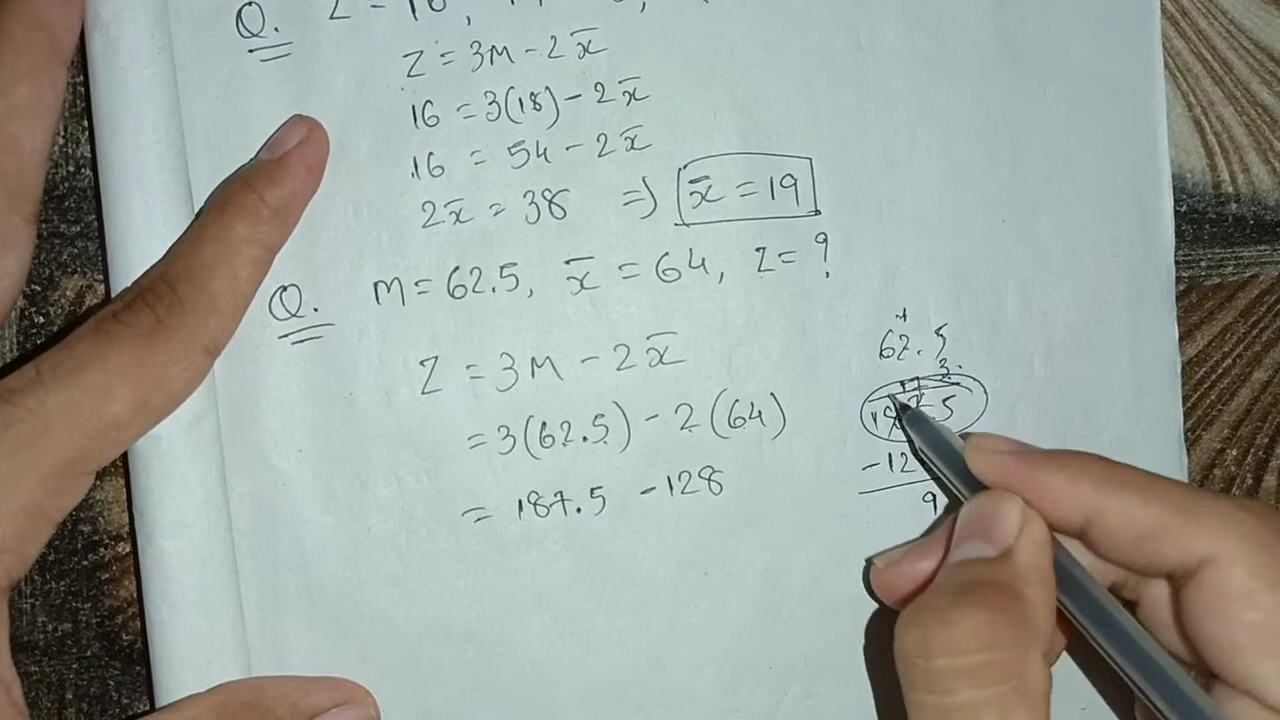 Q.
Z = 3M - 2x̄
16 = 3(18) - 2x̄
16 = 54 - 2x̄
2x̄ = 38 ⇒ x̄ = 19
Q. M = 62.5, x̄ = 64, Z = ?
Z = 3M - 2x̄
= 3(62.5) - 2(64)
= 187.5 - 128
62.5
3
- 12
9